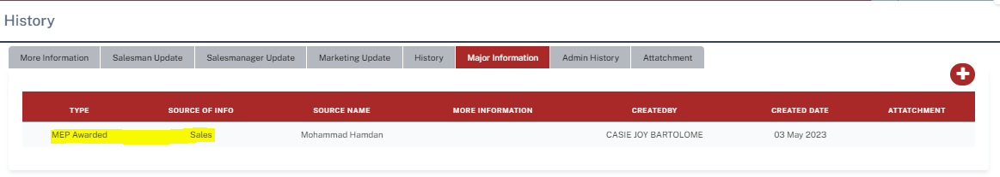 History
More Information Salesman Update Salesmanager Update Marketing Update History Major Information Admin History Attatchment
TYPE SOURCE OF INFO SOURCE NAME MORE INFORMATION CREATEDBY CREATED DATE ATTATCHMENT
MEP Awarded Sales Mohammad Hamdan CASIE JOY BARTOLOME 03 May 2023